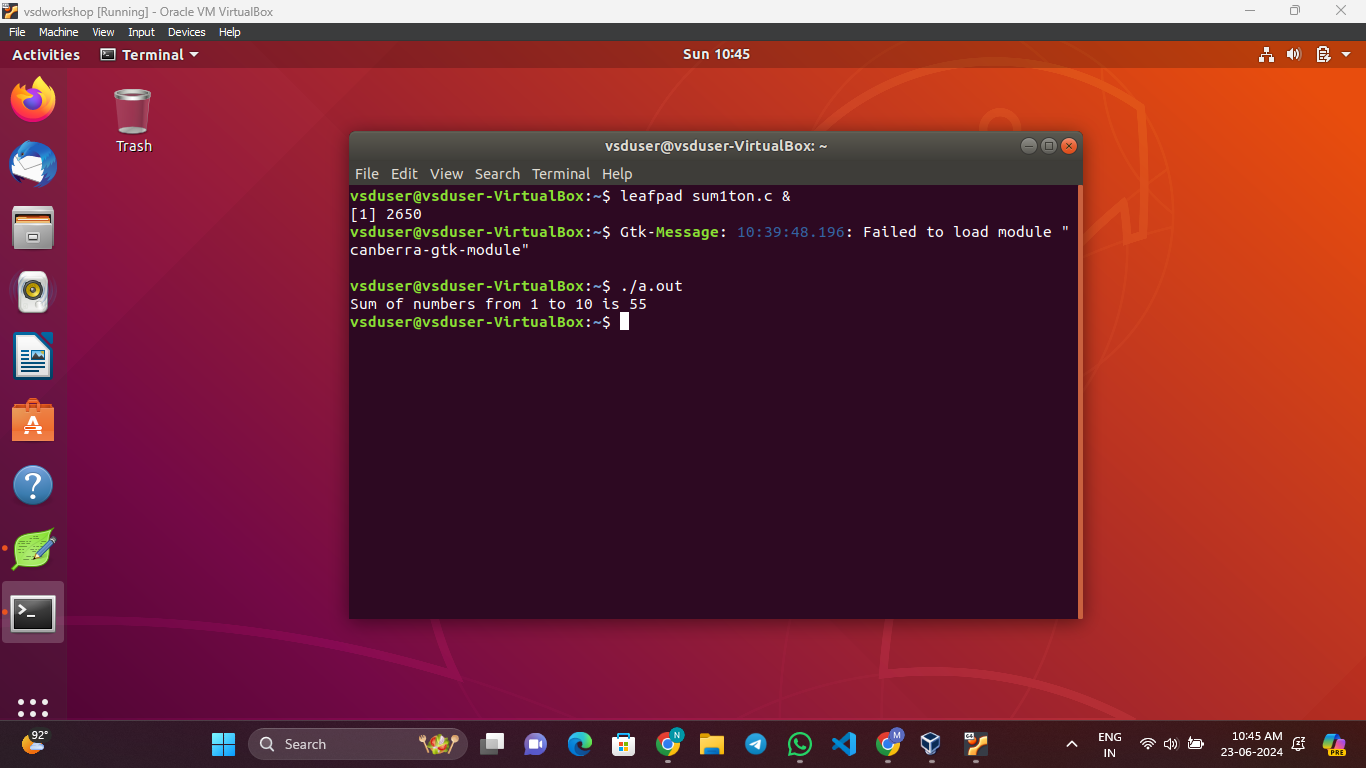 vsdworkshop [Running] - Oracle VM VirtualBox
File Machine View Input Devices Help
Activities Terminal Sun 10:45
Trash
vsduser@vsduser-VirtualBox: ~
File Edit View Search Terminal Help
vsduser@vsduser-VirtualBox:~$ leafpad sum1ton.c &
[1] 2650
vsduser@vsduser-VirtualBox:~$ Gtk-Message: 10:39:48.196: Failed to load module "
canberra-gtk-module"
vsduser@vsduser-VirtualBox:~$ ./a.out
Sum of numbers from 1 to 10 is 55
vsduser@vsduser-VirtualBox:~$
92°
Search
N
M
64
ENG
IN
10:45 AM
23-06-2024
PRE